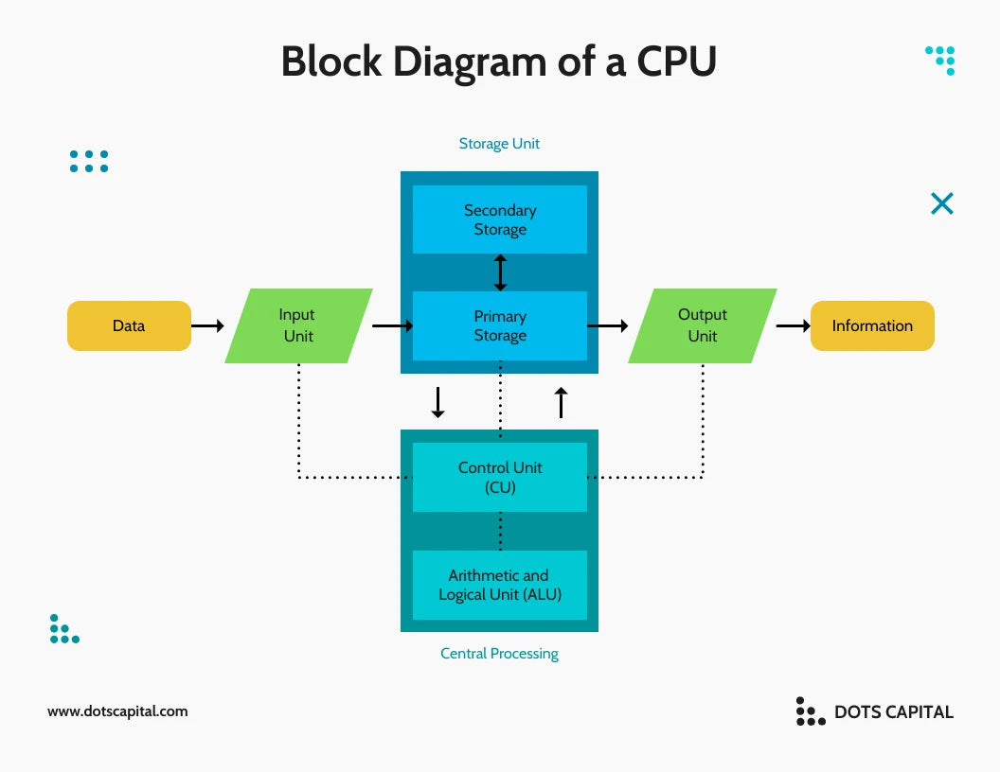 Block Diagram of a CPU
Storage Unit
Secondary
Storage
Data
Input
Unit
Primary
Storage
Output
Unit
Information
Control Unit
(CU)
Arithmetic and
Logical Unit (ALU)
Central Processing
www.dotscapital.com
DOTS CAPITAL